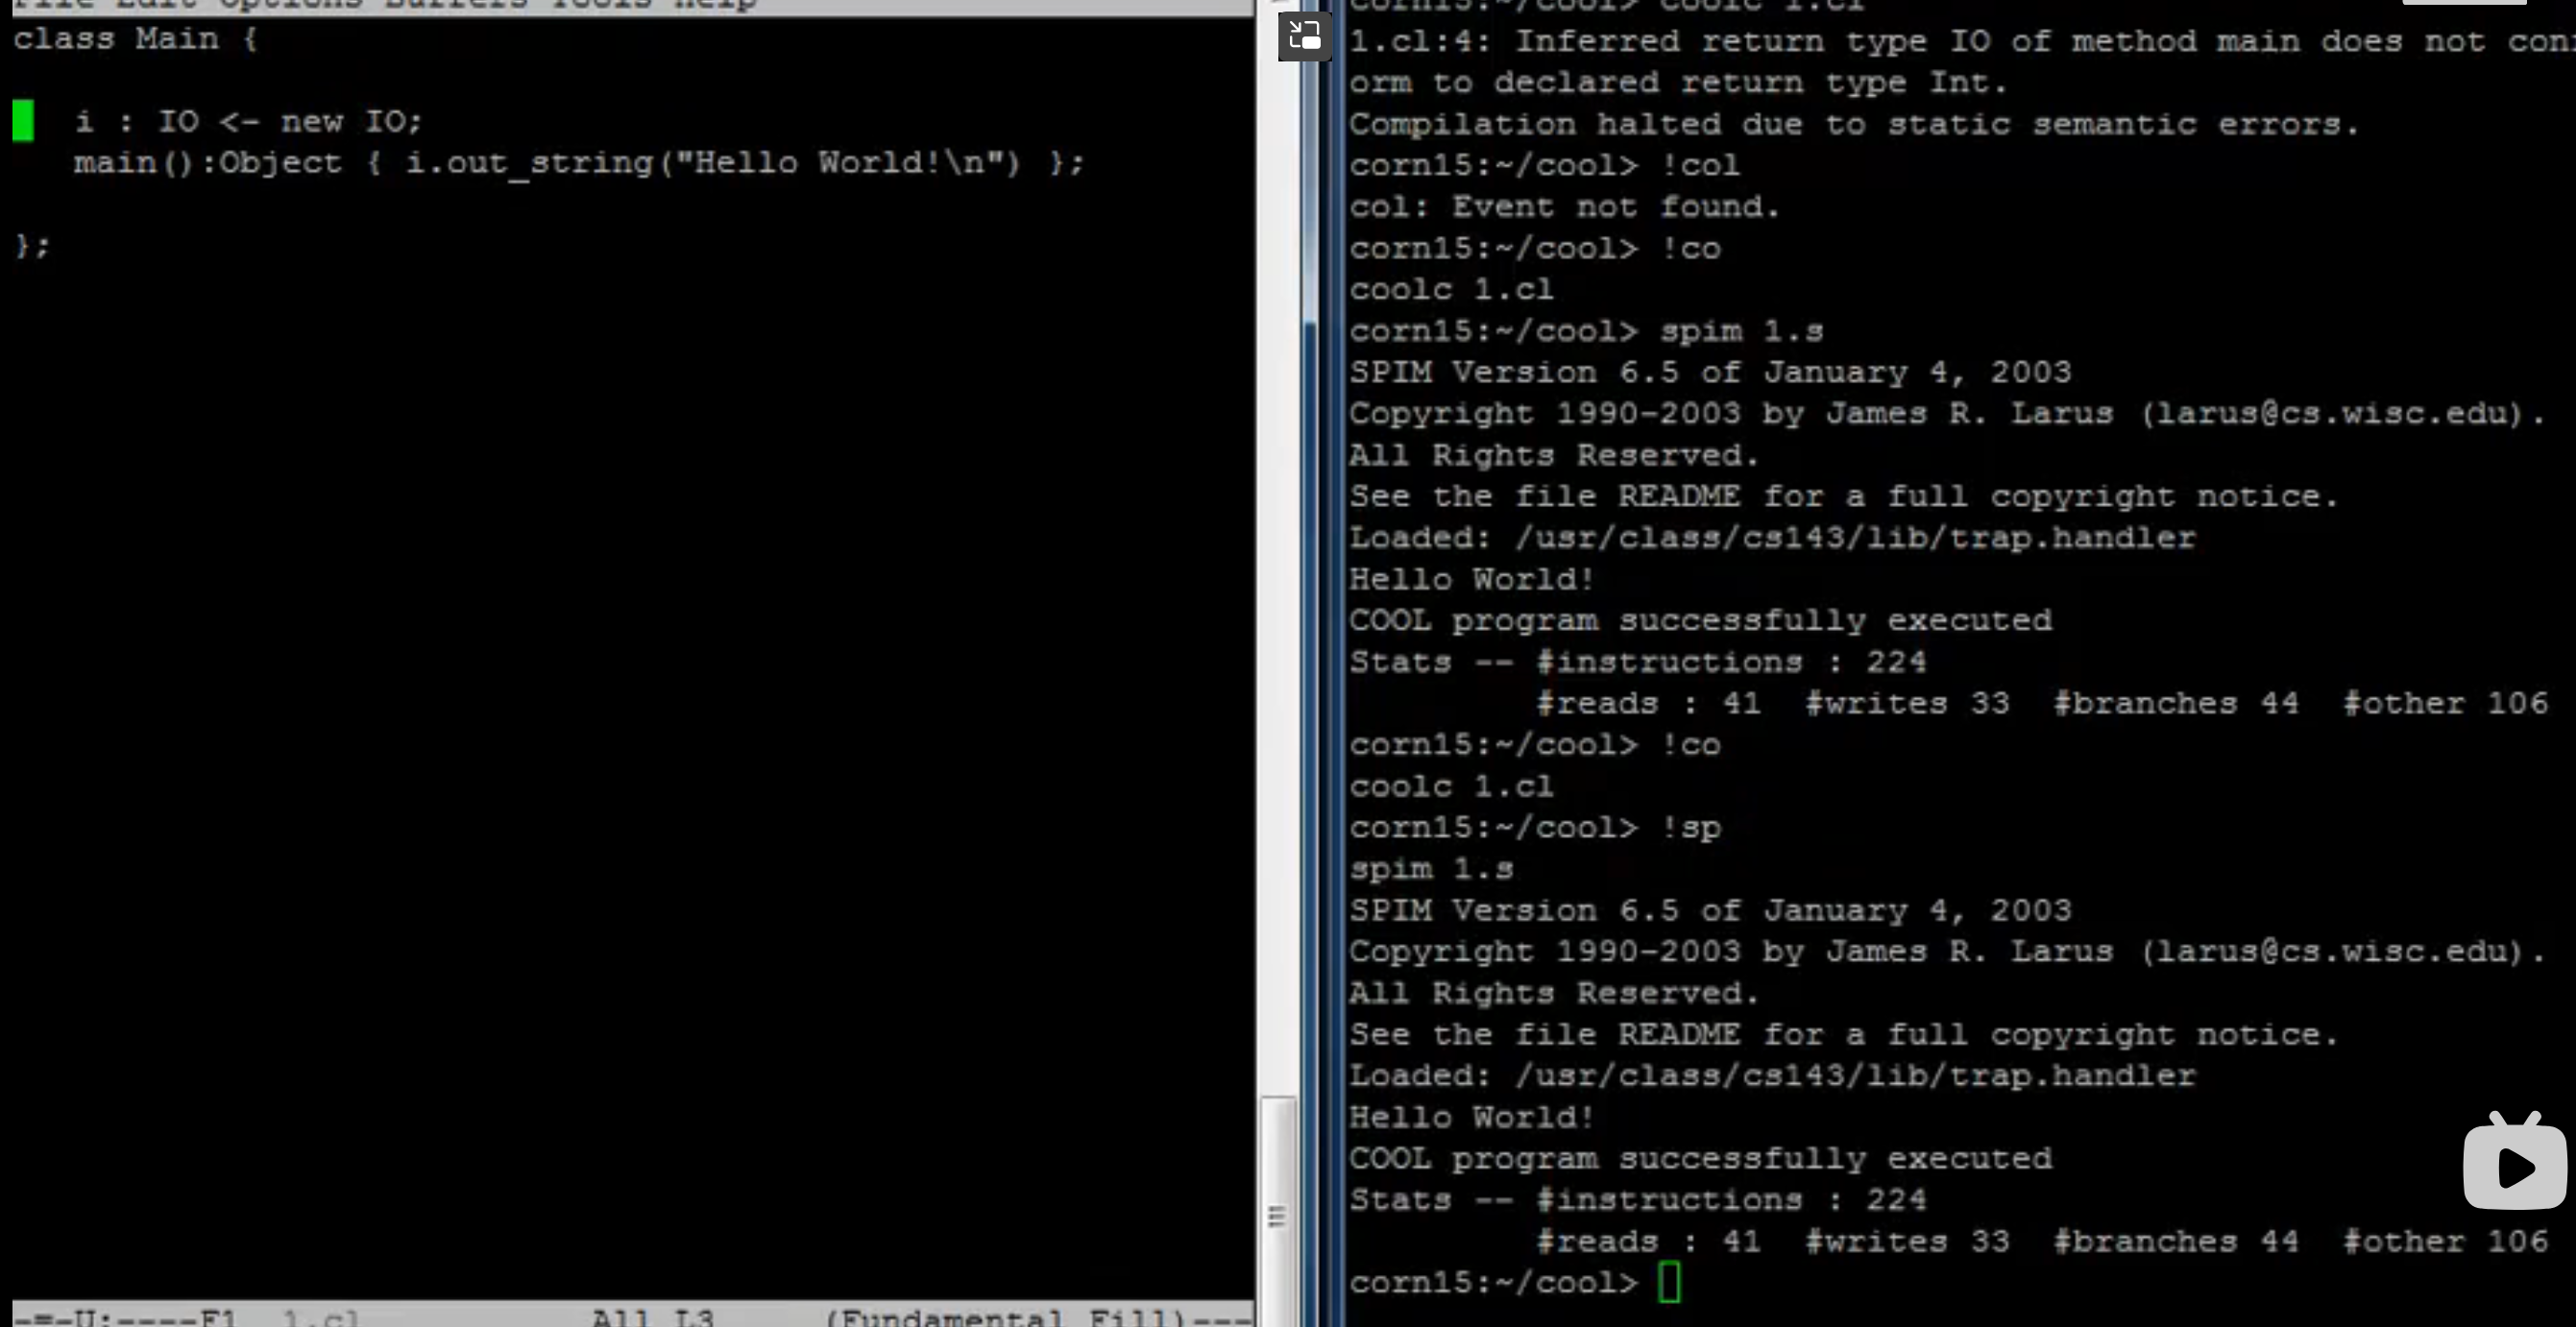 File Edit Options Buffers Tools Help
class Main {
i : IO <- new IO;
main():Object { i.out_string("Hello World!\n") };
};
-=-U:----F1  1.cl          All L3     (Fundamental Fill)---
corn15:~/cool> coolc 1.cl
1.cl:4: Inferred return type IO of method main does not conf
orm to declared return type Int.
Compilation halted due to static semantic errors.
corn15:~/cool> !col
col: Event not found.
corn15:~/cool> !co
coolc 1.cl
corn15:~/cool> spim 1.s
SPIM Version 6.5 of January 4, 2003
Copyright 1990-2003 by James R. Larus (larus@cs.wisc.edu).
All Rights Reserved.
See the file README for a full copyright notice.
Loaded: /usr/class/cs143/lib/trap.handler
Hello World!
COOL program successfully executed
Stats -- #instructions : 224
#reads : 41  #writes 33  #branches 44  #other 106
corn15:~/cool> !co
coolc 1.cl
corn15:~/cool> !sp
spim 1.s
SPIM Version 6.5 of January 4, 2003
Copyright 1990-2003 by James R. Larus (larus@cs.wisc.edu).
All Rights Reserved.
See the file README for a full copyright notice.
Loaded: /usr/class/cs143/lib/trap.handler
Hello World!
COOL program successfully executed
Stats -- #instructions : 224
#reads : 41  #writes 33  #branches 44  #other 106
corn15:~/cool>